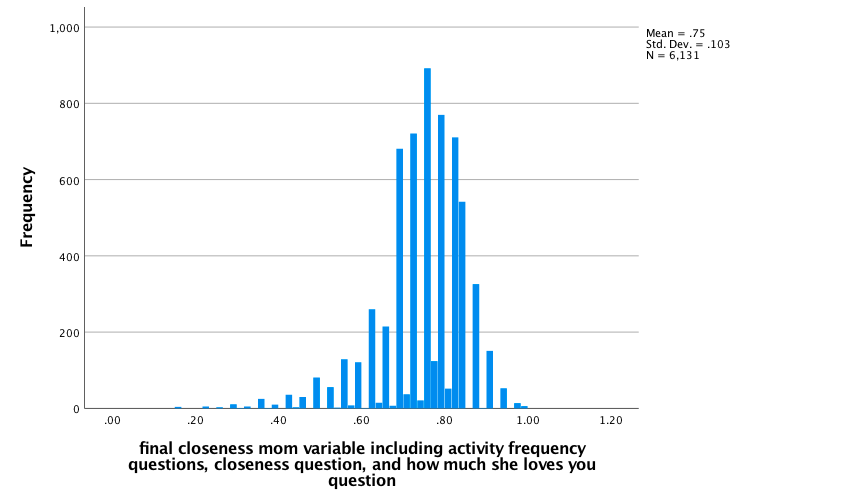 1,000
800
600
400
200
0
Frequency
.00 .20 .40 .60 .80 1.00 1.20
final closeness mom variable including activity frequency
questions, closeness question, and how much she loves you
question
Mean = .75
Std. Dev. = .103
N = 6,131